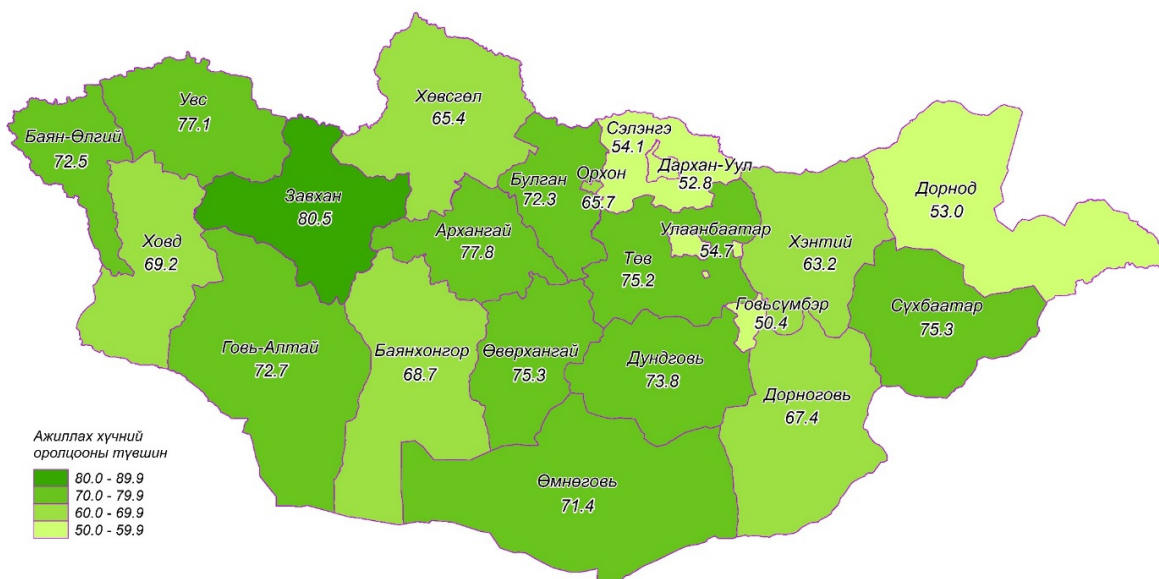 Увс
77.1
Баян-Өлгий
72.5
Хөвсгөл
65.4
Завхан
80.5
Ховд
69.2
Архангай
77.8
Булган
72.3
Орхон
65.7
Сэлэнгэ
54.1
Дархан-Уул
52.8
Улаанбаатар
54.7
Төв
75.2
Хэнтий
63.2
Дорнод
53.0
Сүхбаатар
75.3
Говьсүмбэр
50.4
Говь-Алтай
72.7
Баянхонгор
68.7
Өвөрхангай
75.3
Дундговь
73.8
Дорноговь
67.4
Өмнөговь
71.4
Ажиллах хүчний
оролцооны түвшин
80.0 - 89.9
70.0 - 79.9
60.0 - 69.9
50.0 - 59.9